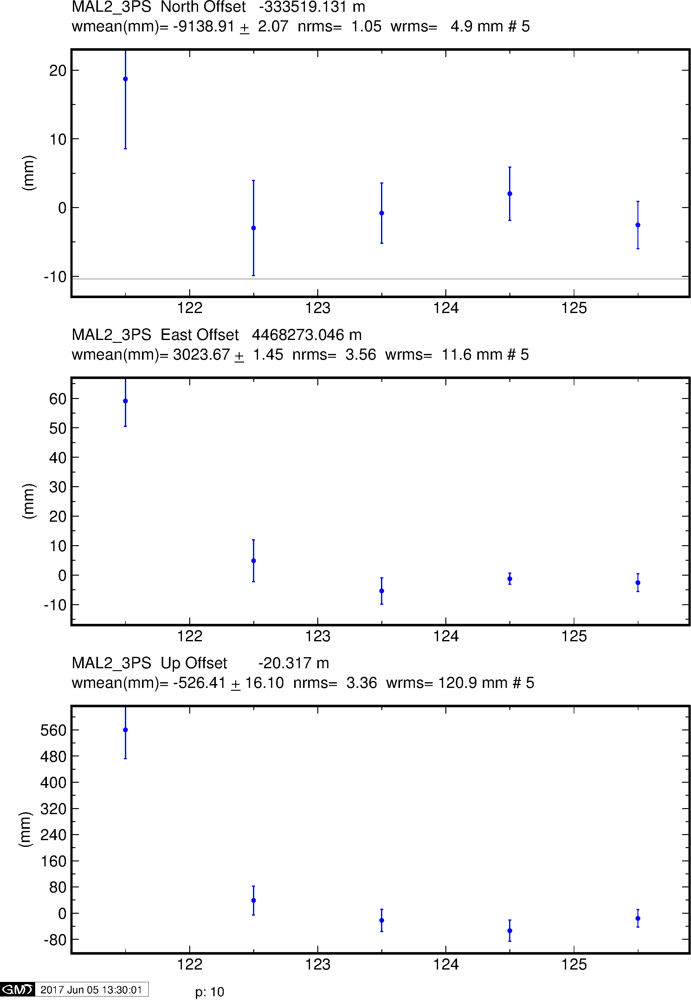 MAL2_3PS North Offset -333519.131 m
wmean(mm)= -9138.91 ± 2.07 nrms= 1.05 wrms= 4.9 mm # 5
20
10
0
-10
(mm)
122 123 124 125
MAL2_3PS East Offset 4468273.046 m
wmean(mm)= 3023.67 ± 1.45 nrms= 3.56 wrms= 11.6 mm # 5
60
50
40
30
20
10
0
-10
(mm)
122 123 124 125
MAL2_3PS Up Offset -20.317 m
wmean(mm)= -526.41 ± 16.10 nrms= 3.36 wrms= 120.9 mm # 5
560
480
400
320
240
160
80
0
-80
(mm)
122 123 124 125
GMT 2017 Jun 05 13:30:01 p: 10